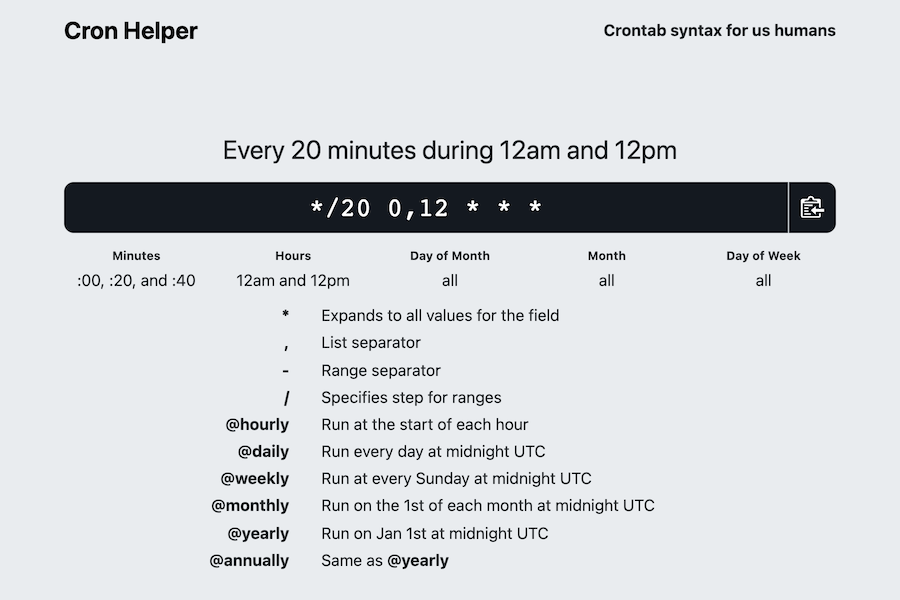 Cron Helper
Crontab syntax for us humans
Every 20 minutes during 12am and 12pm
*/20 0,12 * * *
Minutes Hours Day of Month Month Day of Week
:00, :20, and :40 12am and 12pm all all all
* Expands to all values for the field
, List separator
- Range separator
/ Specifies step for ranges
@hourly Run at the start of each hour
@daily Run every day at midnight UTC
@weekly Run at every Sunday at midnight UTC
@monthly Run on the 1st of each month at midnight UTC
@yearly Run on Jan 1st at midnight UTC
@annually Same as @yearly